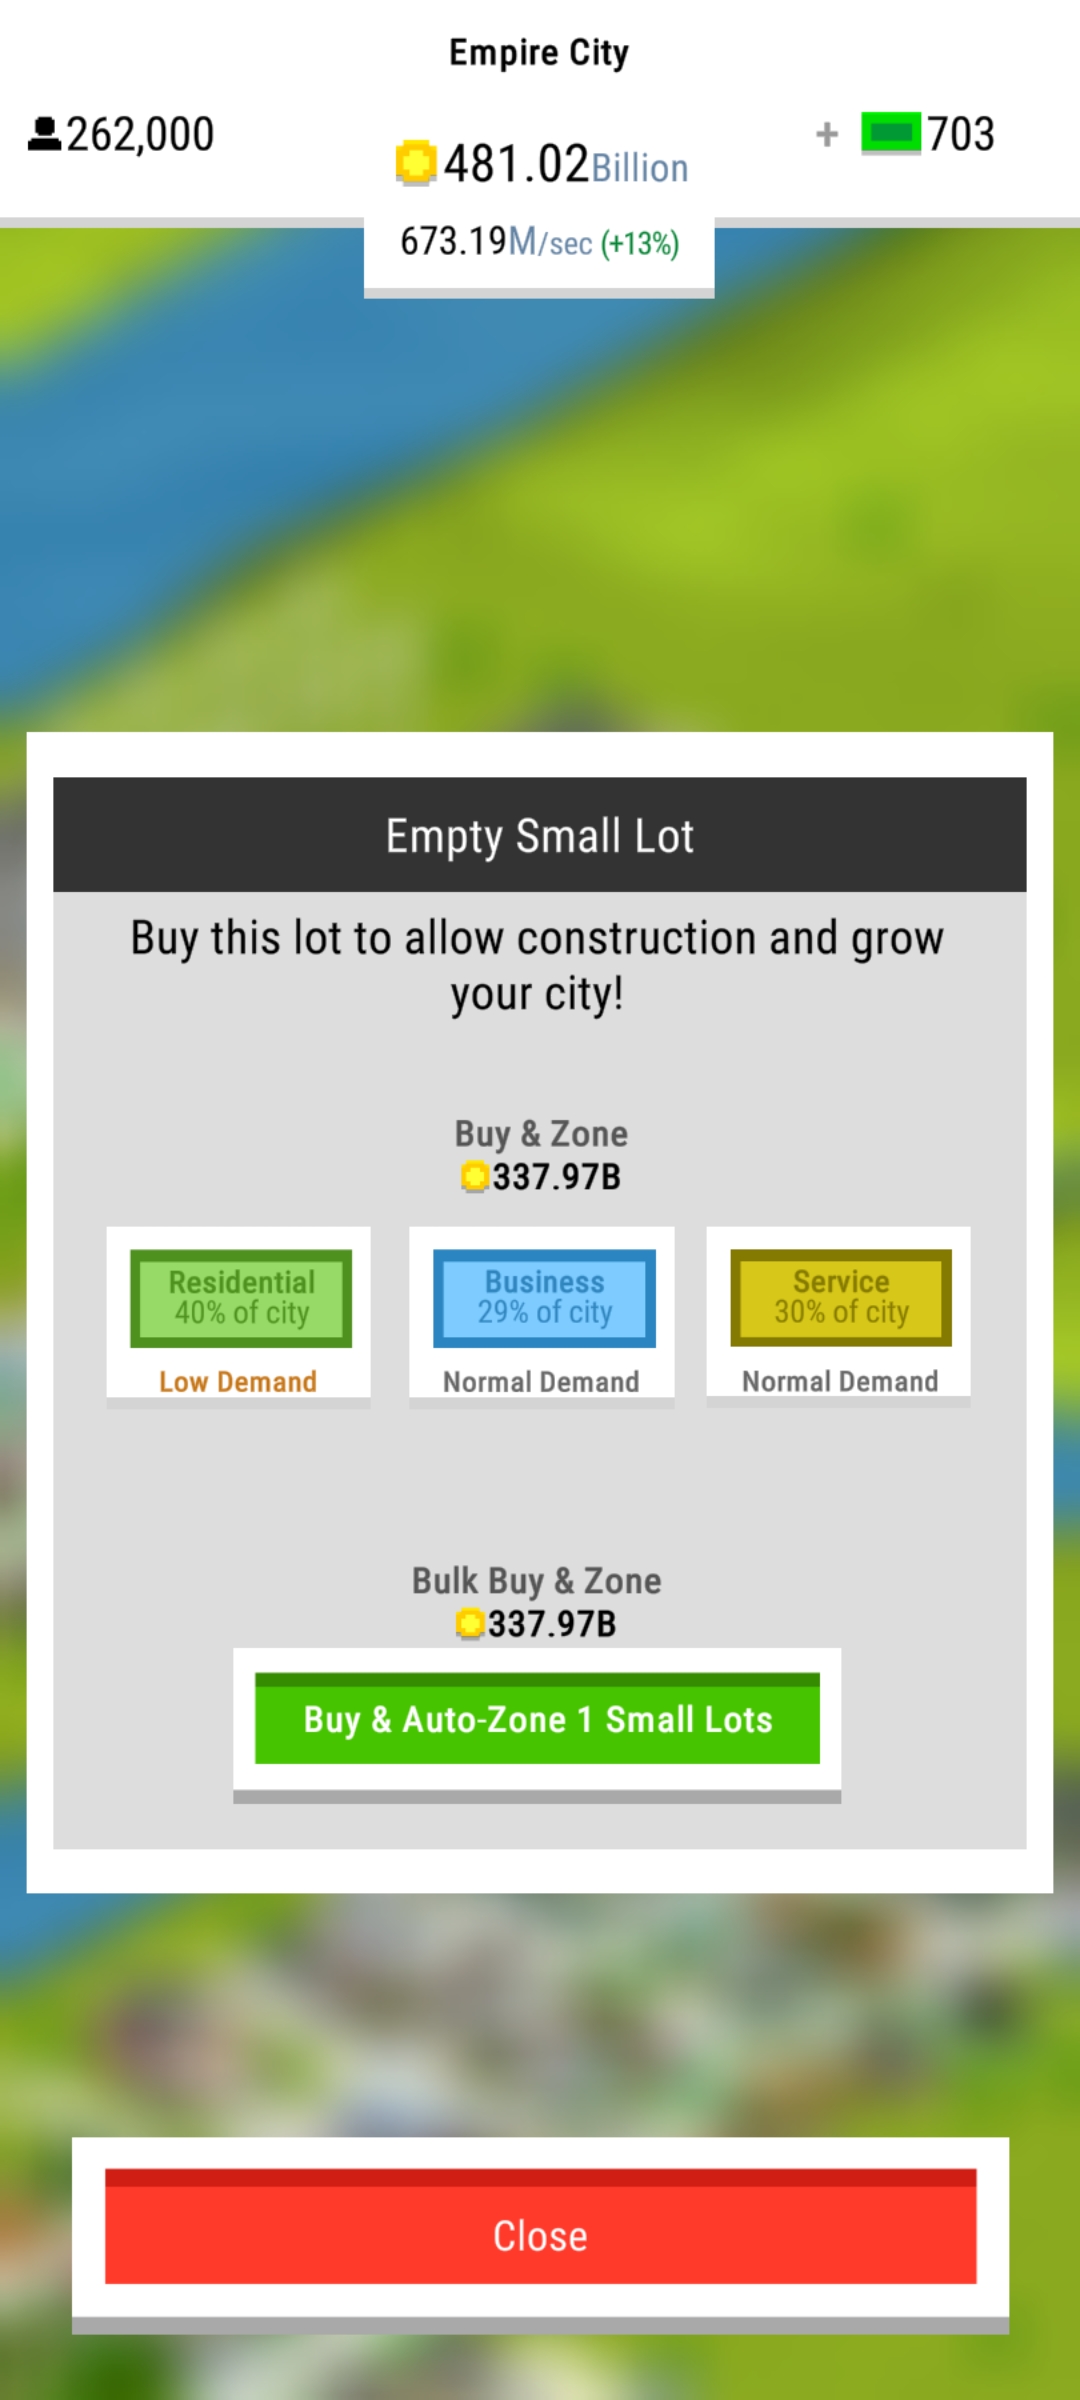 Empire City
262,000
481.02Billion
+ 703
673.19M/sec (+13%)
Empty Small Lot
Buy this lot to allow construction and grow
your city!
Buy & Zone
337.97B
Residential
40% of city
Low Demand
Business
29% of city
Normal Demand
Service
30% of city
Normal Demand
Bulk Buy & Zone
337.97B
Buy & Auto-Zone 1 Small Lots
Close